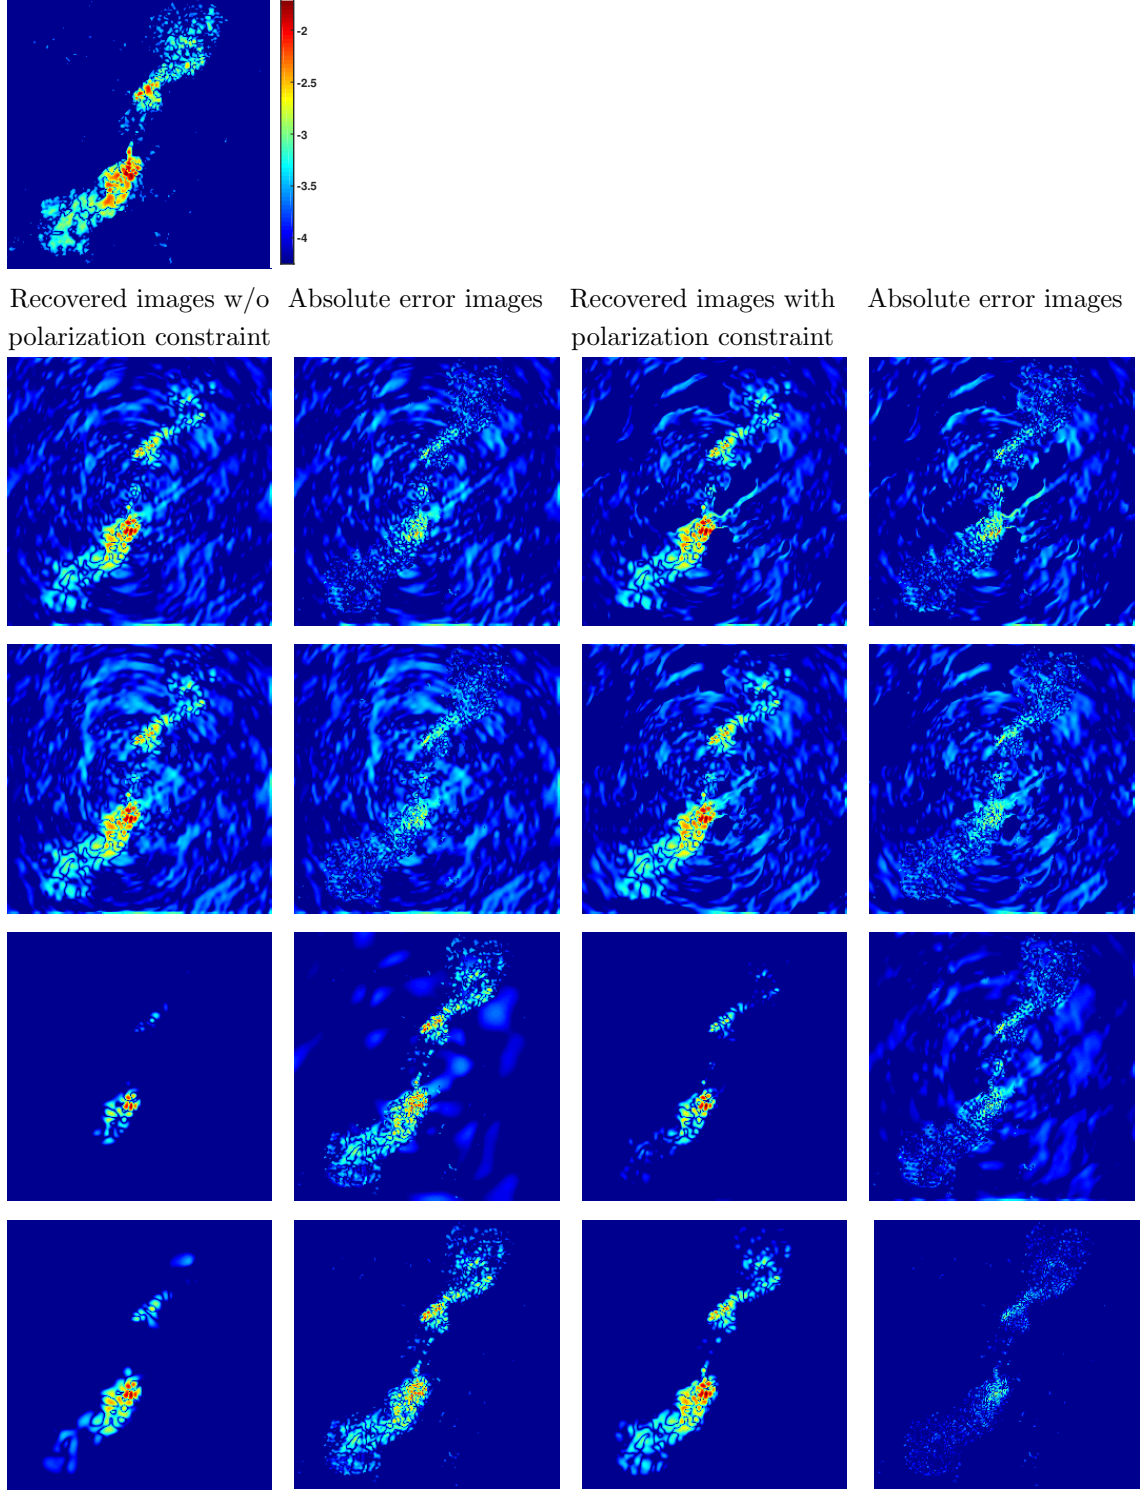 -2
-2.5
-3
-3.5
-4
Recovered images w/o
polarization constraint
Absolute error images
Recovered images with
polarization constraint
Absolute error images